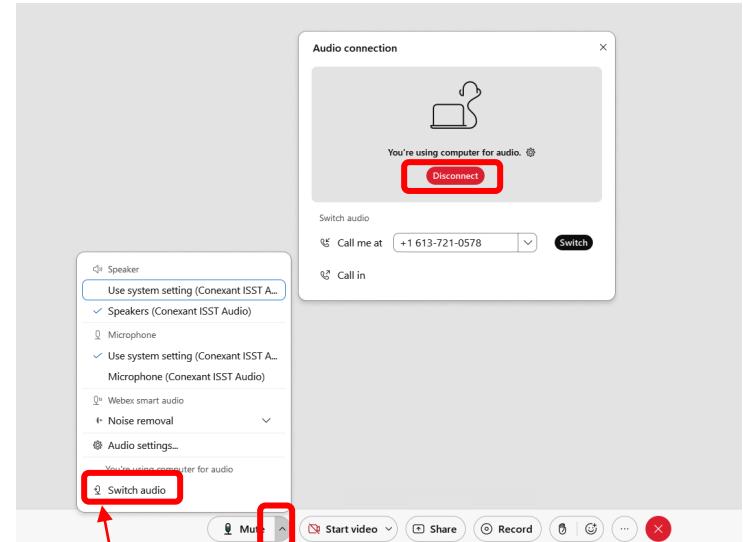 Audio connection
You're using computer for audio.
Disconnect
Switch audio
Call me at +1 613-721-0578 Switch
Call in
Speaker
Use system setting (Conexant ISST A...
Speakers (Conexant ISST Audio)
Microphone
Use system setting (Conexant ISST A...
Microphone (Conexant ISST Audio)
Webex smart audio
Noise removal
Audio settings...
You're using computer for audio
Switch audio
Mute Start video Share Record ...